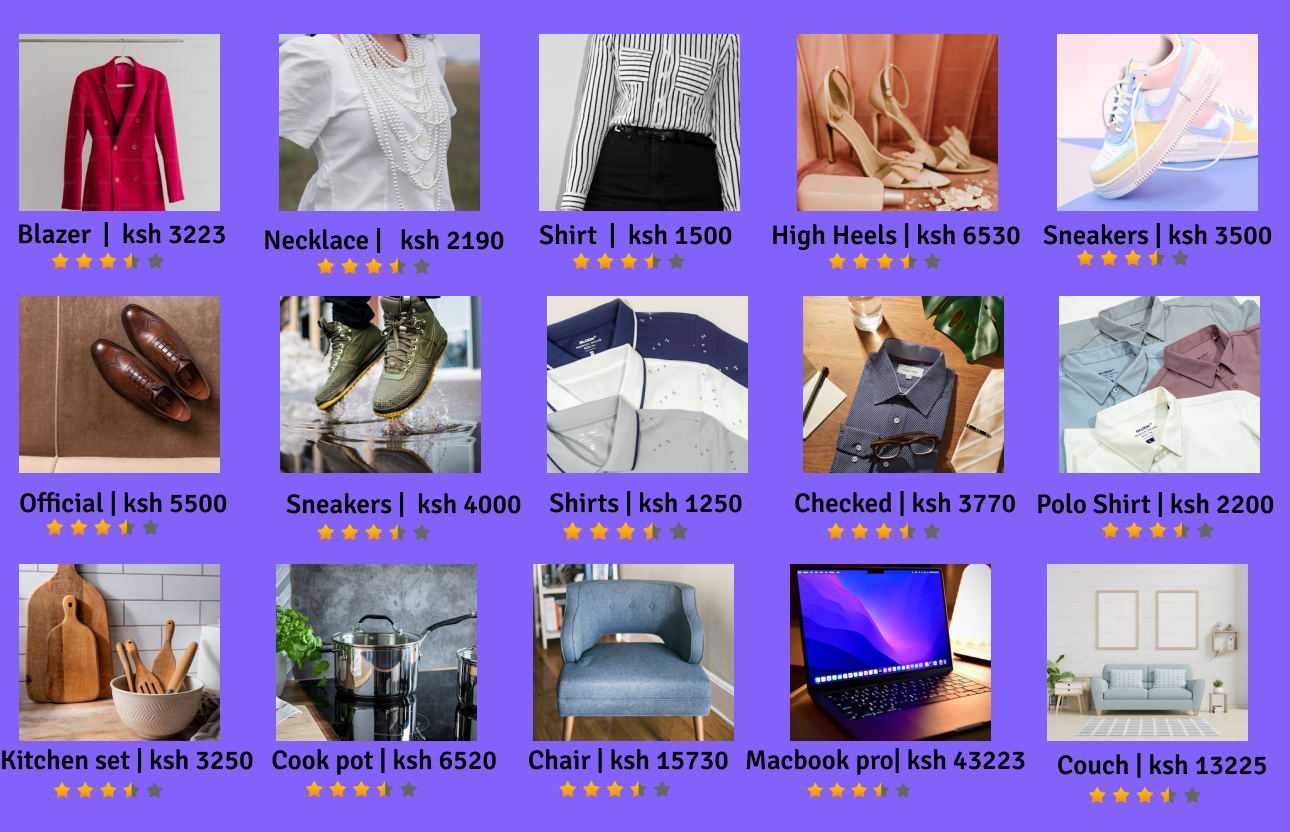 Blazer | ksh 3223
Necklace | ksh 2190
Shirt | ksh 1500
High Heels | ksh 6530
Sneakers | ksh 3500
Official | ksh 5500
Sneakers | ksh 4000
Shirts | ksh 1250
Checked | ksh 3770
Polo Shirt | ksh 2200
Kitchen set | ksh 3250
Cook pot | ksh 6520
Chair | ksh 15730
Macbook pro| ksh 43223
Couch | ksh 13225